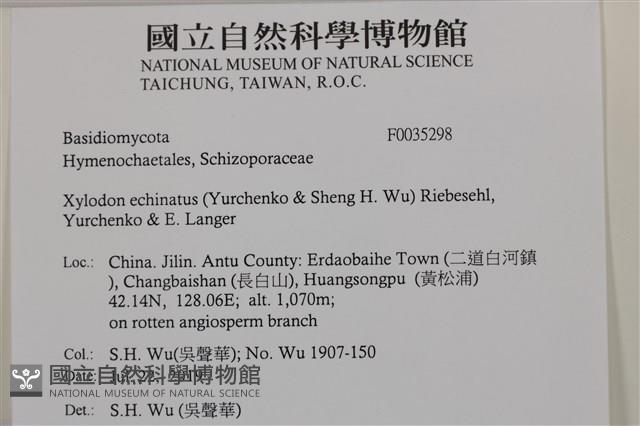 國立自然科學博物館
NATIONAL MUSEUM OF NATURAL SCIENCE
TAICHUNG, TAIWAN, R.O.C.
Basidiomycota F0035298
Hymenochaetales, Schizoporaceae
Xylodon echinatus (Yurchenko & Sheng H. Wu) Riebesehl,
Yurchenko & E. Langer
Loc.: China. Jilin. Antu County: Erdaobaihe Town (二道白河鎮
), Changbaishan (長白山), Huangsongpu (黃松浦)
42.14N, 128.06E; alt. 1,070m;
on rotten angiosperm branch
Col.: S.H. Wu(吳聲華); No. Wu 1907-150
Date:
國立自然科學博物館
NATIONAL MUSEUM OF NATURAL SCIENCE
Det.: S.H. Wu (吳聲華)